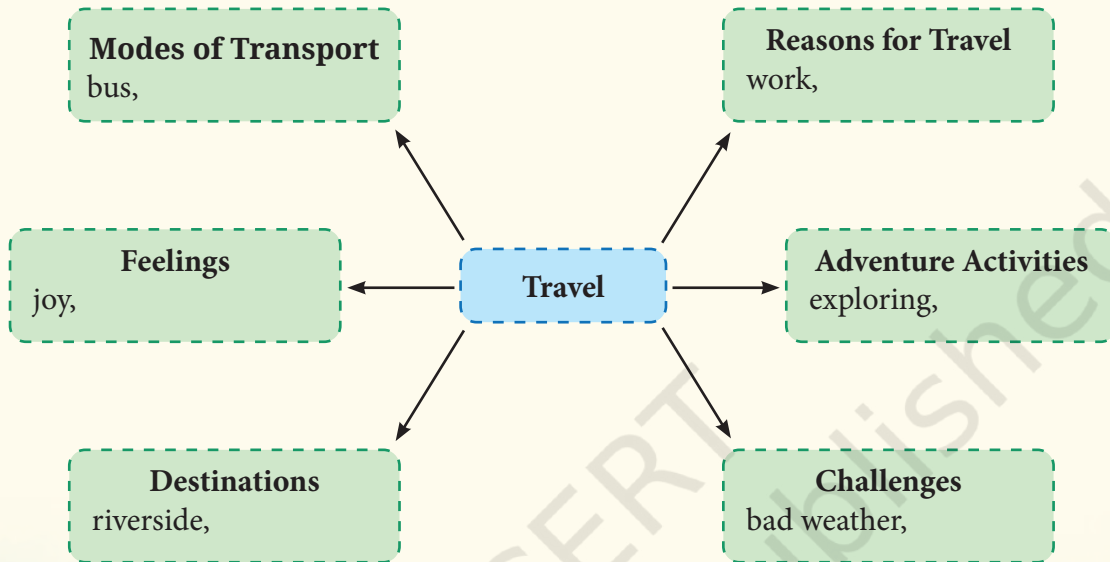 Modes of Transport
bus,
Reasons for Travel
work,
Feelings
joy,
Travel
Adventure Activities
exploring,
Destinations
riverside,
Challenges
bad weather,